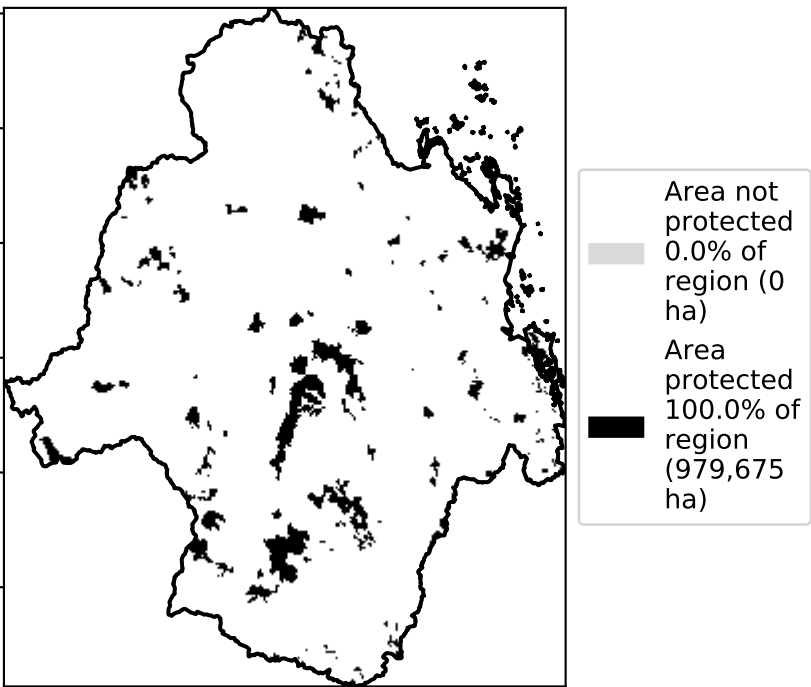 Area not
protected
0.0% of
region (0
ha)
Area
protected
100.0% of
region
(979,675
ha)